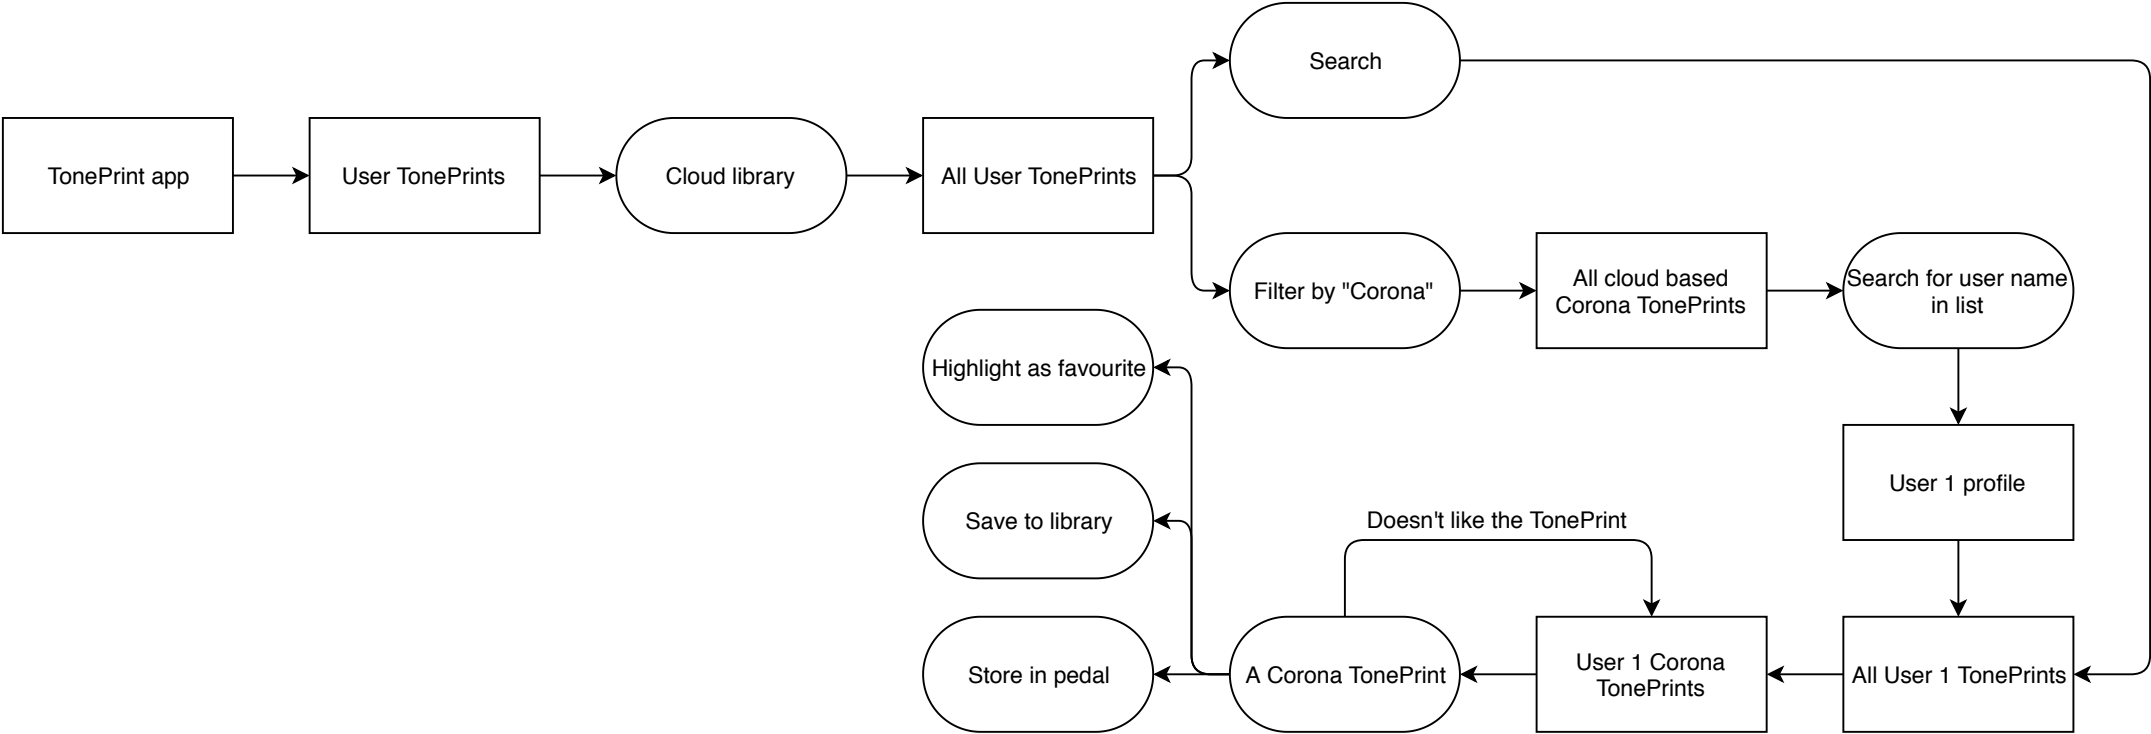 Search
TonePrint app
User TonePrints
Cloud library
All User TonePrints
Filter by "Corona"
All cloud based
Corona TonePrints
Search for user name
in list
Highlight as favourite
User 1 profile
Save to library
Doesn't like the TonePrint
Store in pedal
A Corona TonePrint
User 1 Corona
TonePrints
All User 1 TonePrints